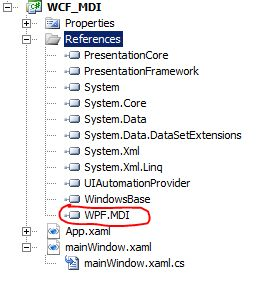 WCF_MDI
Properties
References
PresentationCore
PresentationFramework
System
System.Core
System.Data
System.Data.DataSetExtensions
System.Xml
System.Xml.Linq
UIAutomationProvider
WindowsBase
WPF.MDI
App.xaml
mainWindow.xaml
mainWindow.xaml.cs